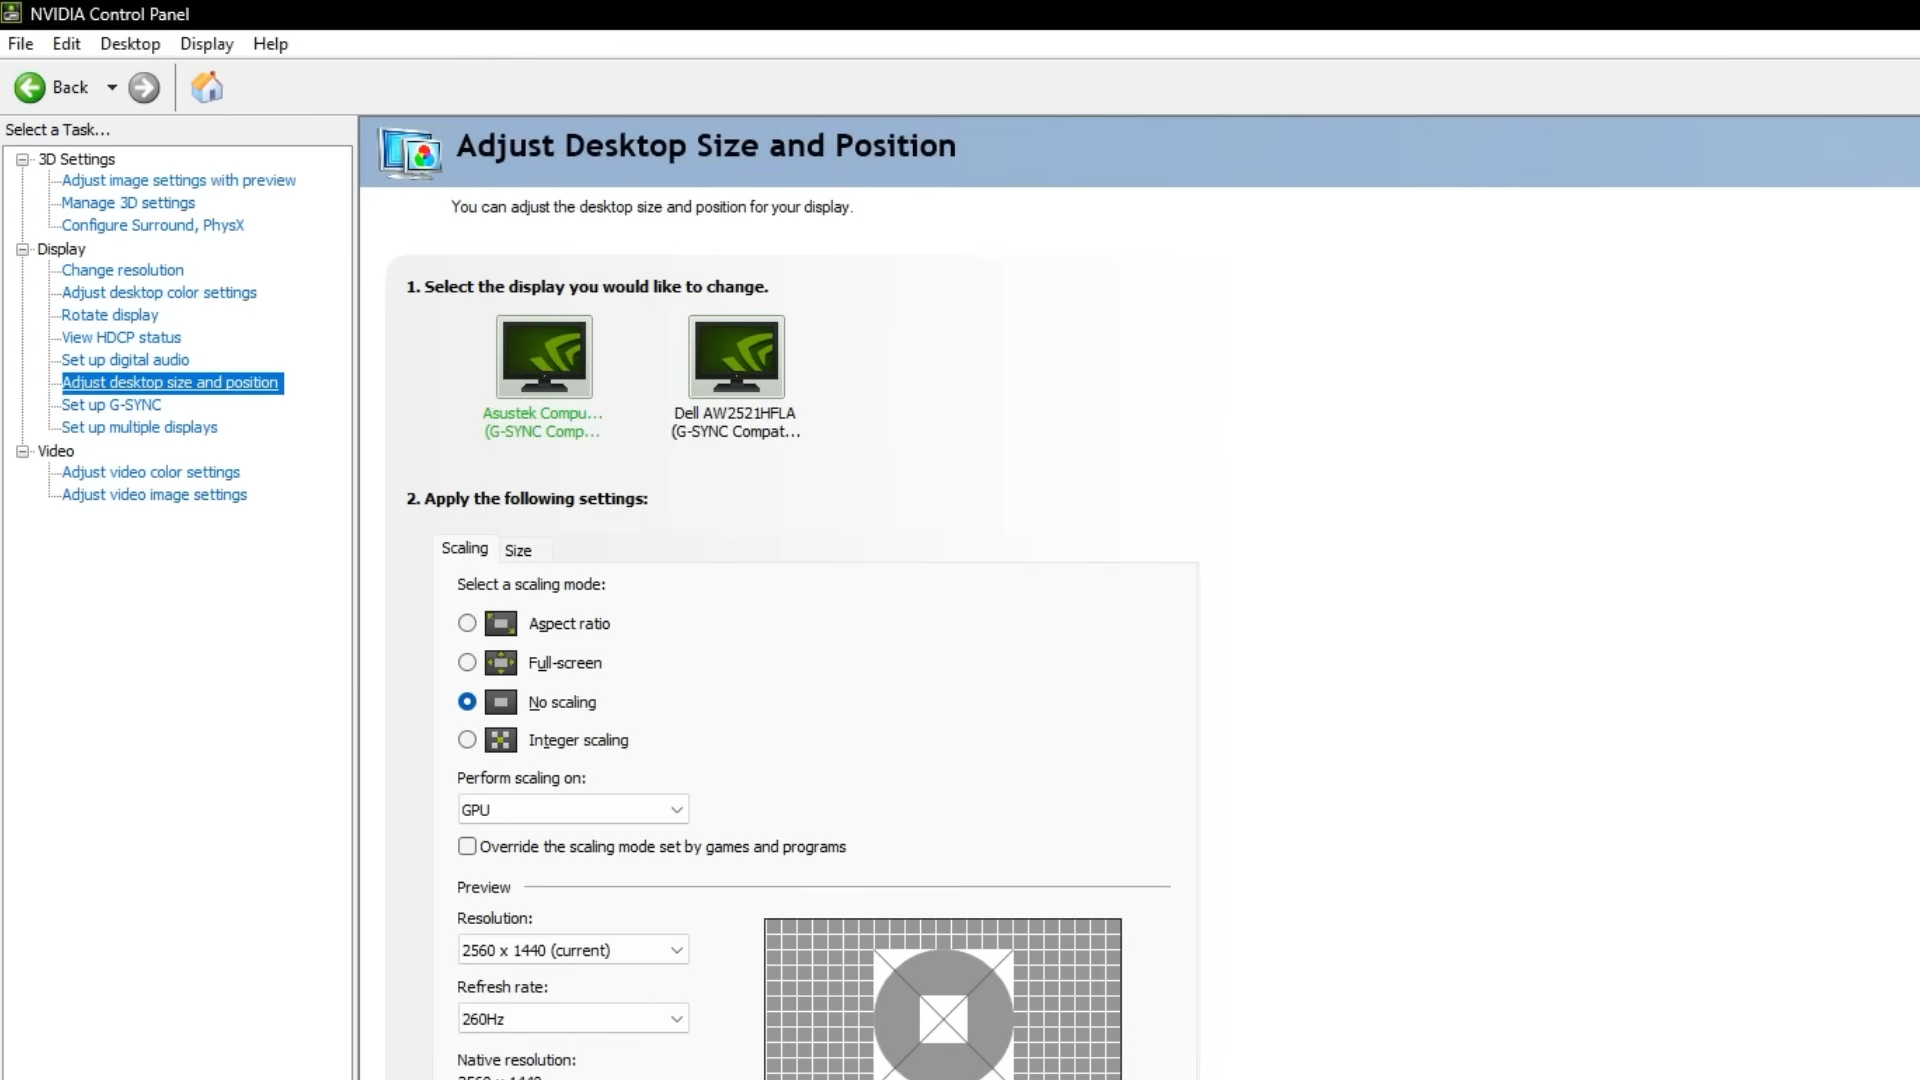 NVIDIA Control Panel
File Edit Desktop Display Help
Back
Select a Task...
3D Settings
Adjust image settings with preview
Manage 3D settings
Configure Surround, PhysX
Display
Change resolution
Adjust desktop color settings
Rotate display
View HDCP status
Set up digital audio
Adjust desktop size and position
Set up G-SYNC
Set up multiple displays
Video
Adjust video color settings
Adjust video image settings
Adjust Desktop Size and Position
You can adjust the desktop size and position for your display.
1. Select the display you would like to change.
Asustek Compu...
(G-SYNC Comp...
Dell AW2521HFLA
(G-SYNC Compat...
2. Apply the following settings:
Scaling Size
Select a scaling mode:
Aspect ratio
Full-screen
No scaling
Integer scaling
Perform scaling on:
GPU
Override the scaling mode set by games and programs
Preview
Resolution:
2560 x 1440 (current)
Refresh rate:
260Hz
Native resolution: